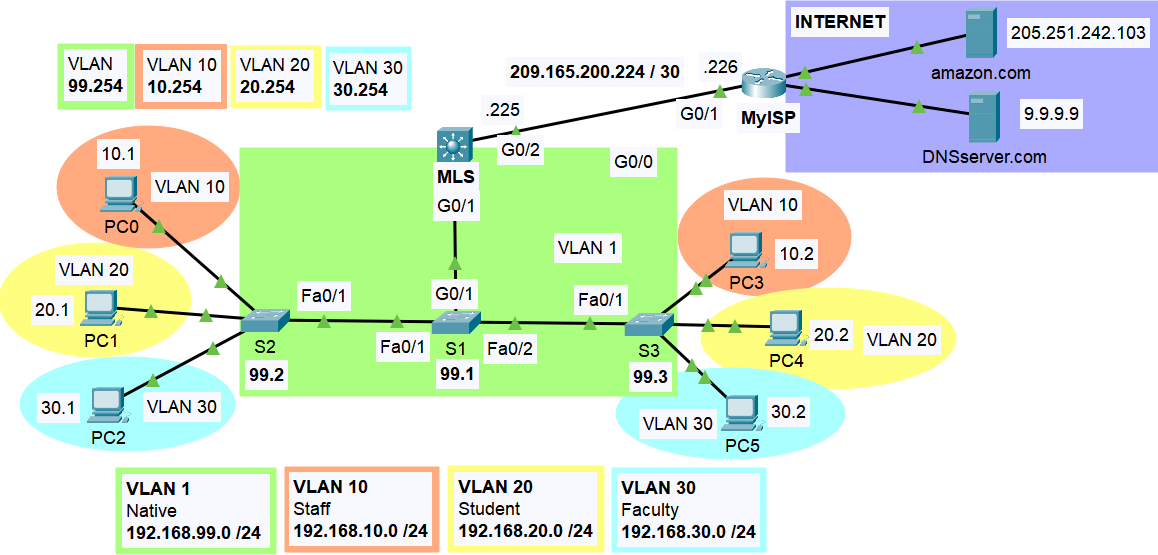 VLAN
99.254
VLAN 10
10.254
VLAN 20
20.254
VLAN 30
30.254
INTERNET
205.251.242.103
amazon.com
9.9.9.9
DNSserver.com
209.165.200.224 / 30
.226
G0/1
MyISP
.225
G0/2
MLS
G0/1
G0/0
VLAN 1
10.1
VLAN 10
PC0
VLAN 20
20.1
PC1
30.1
VLAN 30
PC2
Fa0/1
S2
99.2
G0/1
Fa0/1
S1
Fa0/2
99.1
Fa0/1
S3
99.3
VLAN 10
10.2
PC3
20.2
VLAN 20
PC4
VLAN 30
30.2
PC5
VLAN 1
Native
192.168.99.0 /24
VLAN 10
Staff
192.168.10.0 /24
VLAN 20
Student
192.168.20.0 /24
VLAN 30
Faculty
192.168.30.0 /24